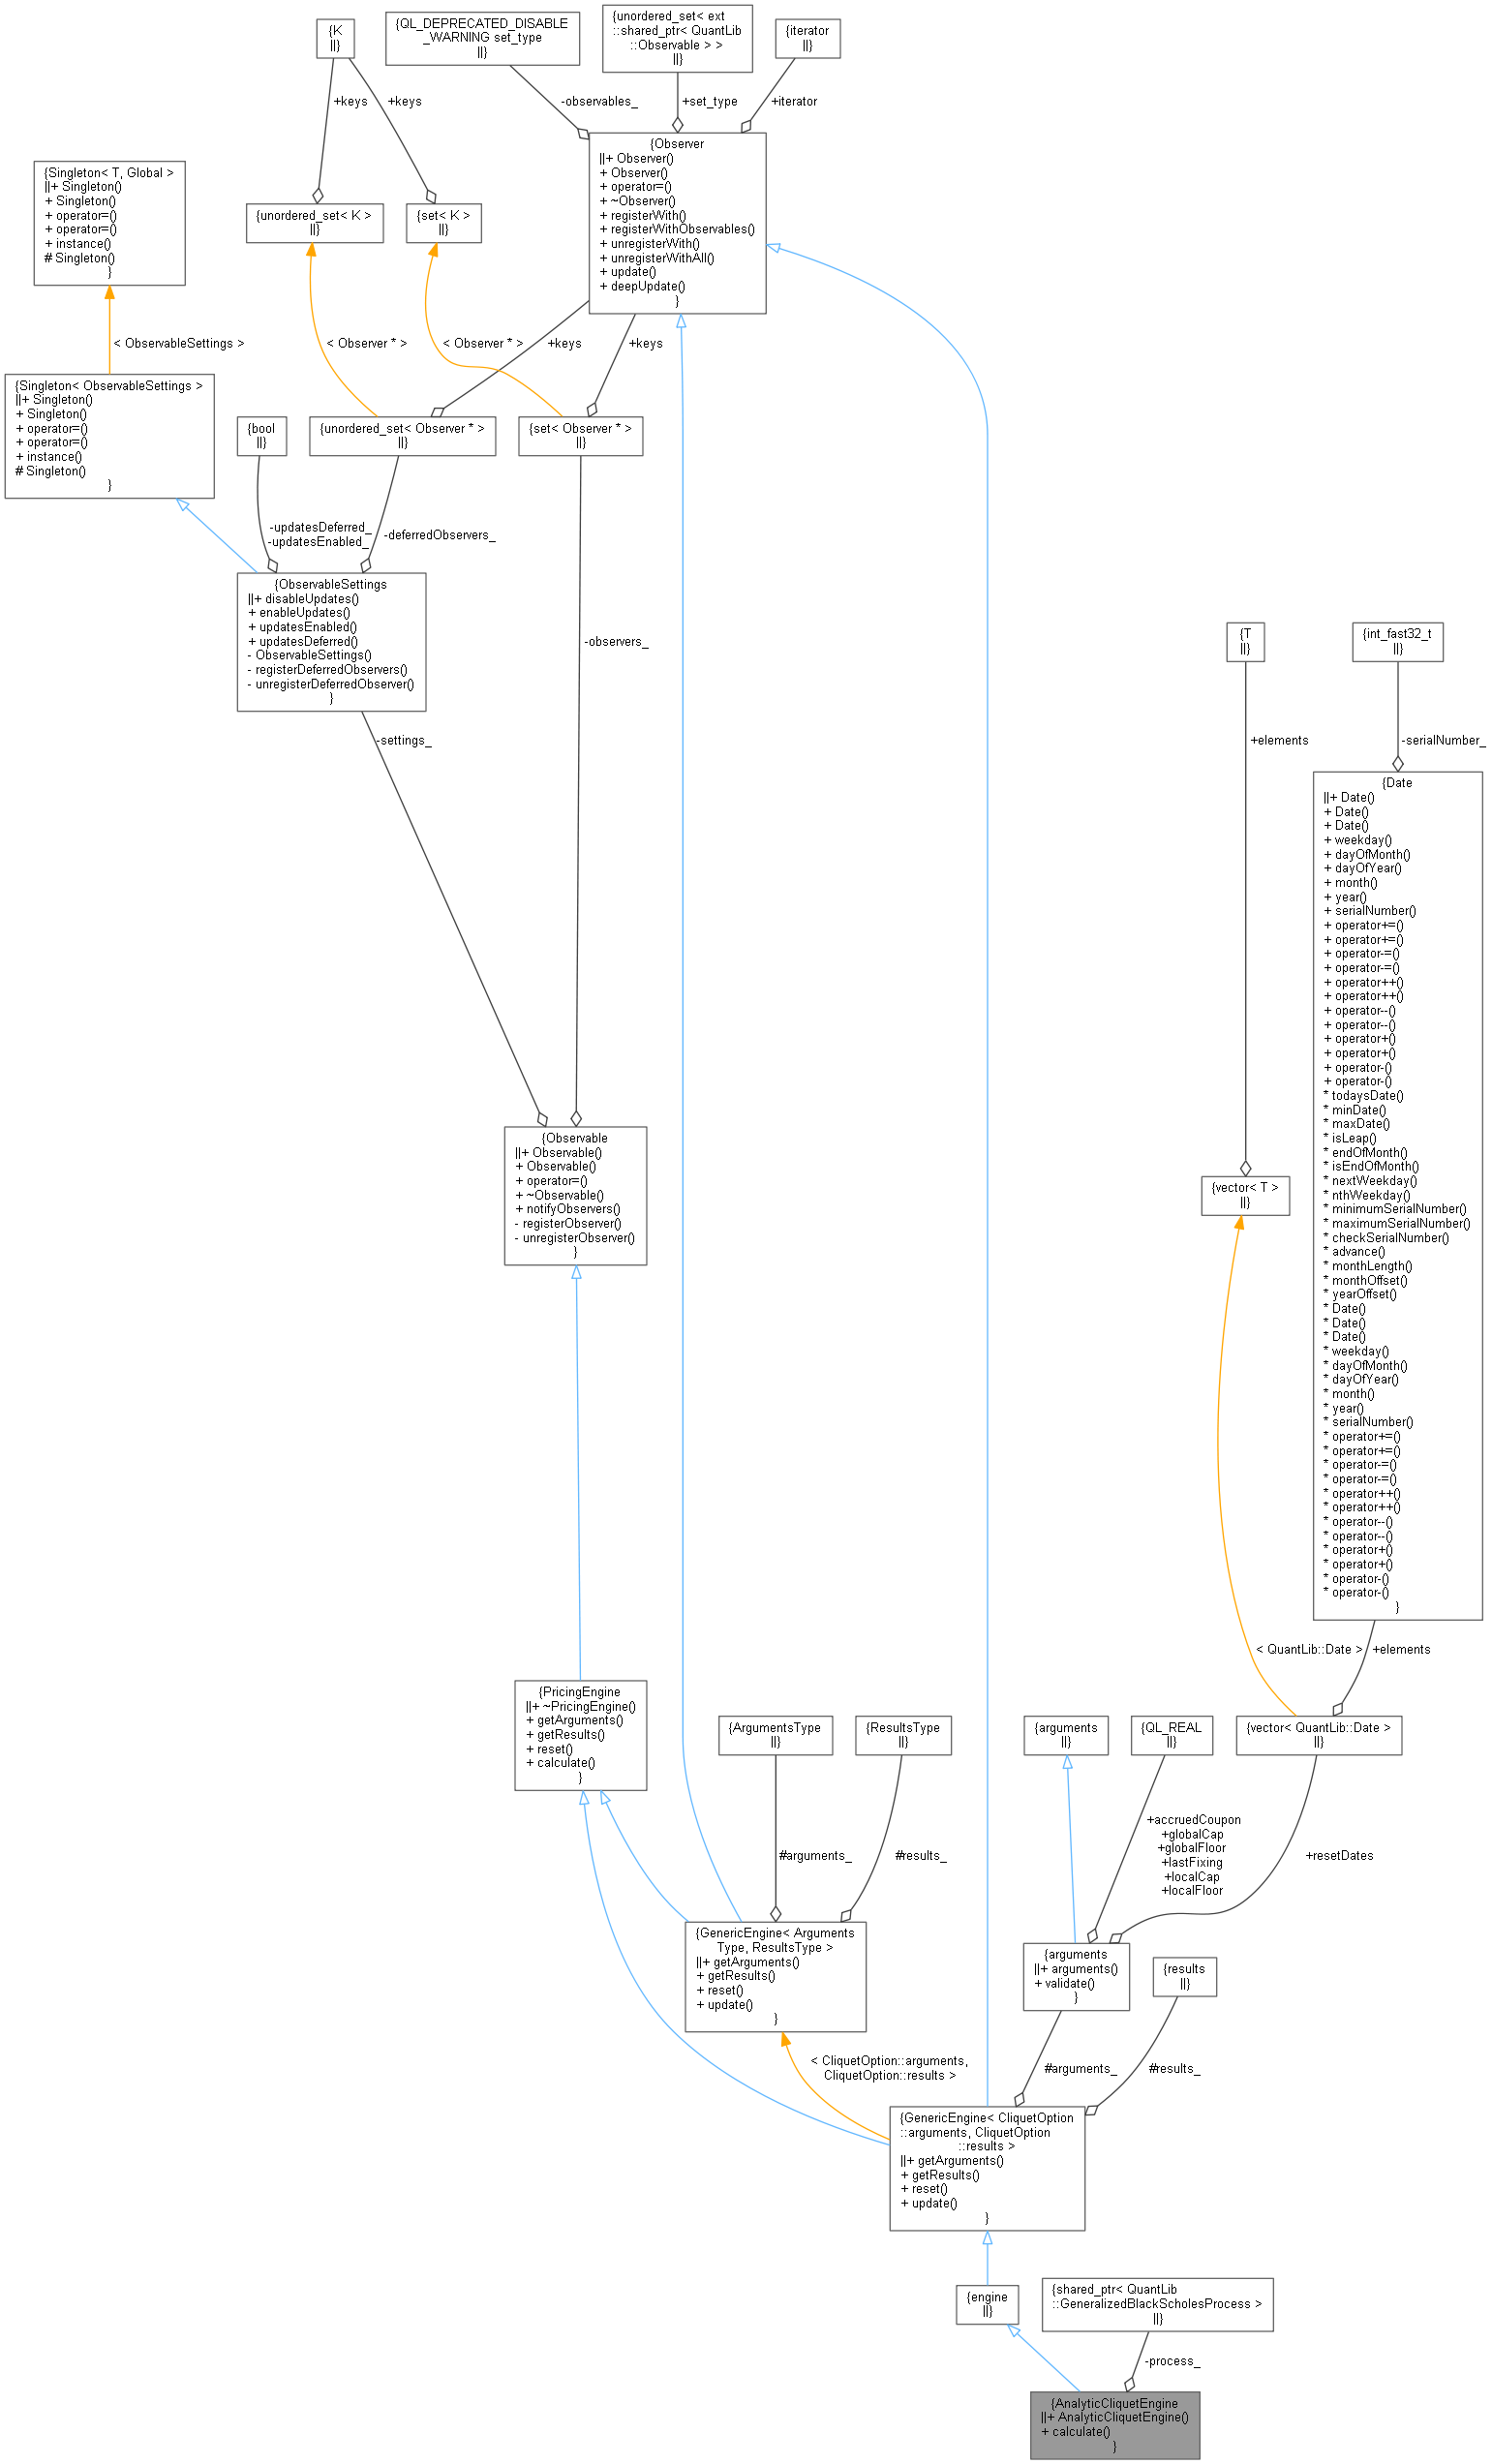 {K
||}
{QL_DEPRECATED_DISABLE
_WARNING set_type
||}
{unordered_set< ext
::shared_ptr< QuantLib
::Observable > >
||}
{iterator
||}
+keys
+keys
-observables_
+set_type
+iterator
{Singleton< T, Global >
||+ Singleton()
+ Singleton()
+ operator=()
+ operator=()
+ instance()
# Singleton()
}
{unordered_set< K >
||}
{set< K >
||}
{Observer
||+ Observer()
+ Observer()
+ operator=()
+ ~Observer()
+ registerWith()
+ registerWithObservables()
+ unregisterWith()
+ unregisterWithAll()
+ update()
+ deepUpdate()
}
< ObservableSettings >
< Observer * >
< Observer * >
+keys
+keys
{Singleton< ObservableSettings >
||+ Singleton()
+ Singleton()
+ operator=()
+ operator=()
+ instance()
# Singleton()
}
{bool
||}
{unordered_set< Observer * >
||}
{set< Observer * >
||}
-updatesDeferred_
-updatesEnabled_
-deferredObservers_
{ObservableSettings
||+ disableUpdates()
+ enableUpdates()
+ updatesEnabled()
+ updatesDeferred()
- ObservableSettings()
- registerDeferredObservers()
- unregisterDeferredObserver()
}
-observers_
{T
||}
{int_fast32_t
||}
-settings_
+elements
-serialNumber_
{Date
||+ Date()
+ Date()
+ Date()
+ weekday()
+ dayOfMonth()
+ dayOfYear()
+ month()
+ year()
+ serialNumber()
+ operator+=()
+ operator+=()
+ operator-=()
+ operator-=()
+ operator++()
+ operator++()
+ operator--()
+ operator--()
+ operator+()
+ operator+()
+ operator-()
+ operator-()
* todaysDate()
* minDate()
* maxDate()
* isLeap()
* endOfMonth()
* isEndOfMonth()
* nextWeekday()
* nthWeekday()
* minimumSerialNumber()
* maximumSerialNumber()
* checkSerialNumber()
* advance()
* monthLength()
* monthOffset()
* yearOffset()
* Date()
* Date()
* Date()
* weekday()
* dayOfMonth()
* dayOfYear()
* month()
* year()
* serialNumber()
* operator+=()
* operator+=()
* operator-=()
* operator-=()
* operator++()
* operator++()
* operator--()
* operator--()
* operator+()
* operator+()
* operator-()
* operator-()
}
{Observable
||+ Observable()
+ Observable()
+ operator=()
+ ~Observable()
+ notifyObservers()
- registerObserver()
- unregisterObserver()
}
{vector< T >
||}
< QuantLib::Date >
+elements
{PricingEngine
||+ ~PricingEngine()
+ getArguments()
+ getResults()
+ reset()
+ calculate()
}
{ArgumentsType
||}
{ResultsType
||}
{arguments
||}
{QL_REAL
||}
{vector< QuantLib::Date >
||}
#arguments_
#results_
+accruedCoupon
+globalCap
+globalFloor
+lastFixing
+localCap
+localFloor
+resetDates
{GenericEngine< Arguments
Type, ResultsType >
||+ getArguments()
+ getResults()
+ reset()
+ update()
}
{arguments
||+ arguments()
+ validate()
}
{results
||}
< CliquetOption::arguments,
CliquetOption::results >
#arguments_
#results_
{GenericEngine< CliquetOption
::arguments, CliquetOption
::results >
||+ getArguments()
+ getResults()
+ reset()
+ update()
}
{engine
||}
{shared_ptr< QuantLib
::GeneralizedBlackScholesProcess >
||}
-process_
{AnalyticCliquetEngine
||+ AnalyticCliquetEngine()
+ calculate()
}